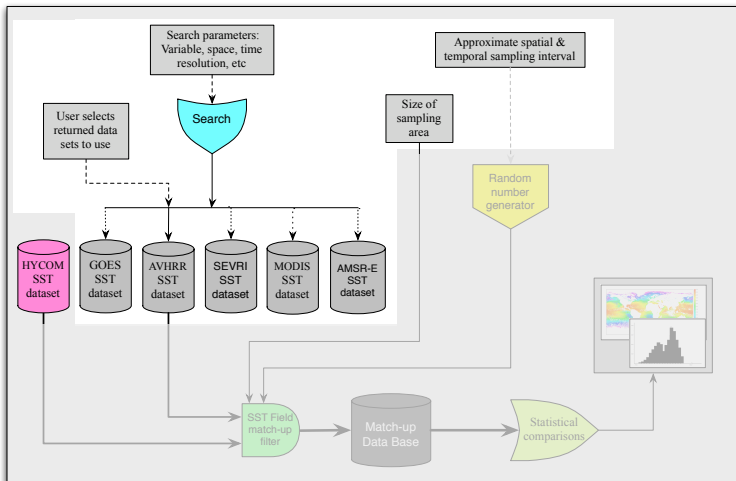 Search parameters:
Variable, space, time
resolution, etc
Approximate spatial &
temporal sampling interval
User selects
returned data
sets to use
Search
Size of
sampling
area
Random
number
generator
HYCOM
SST
dataset
GOES
SST
dataset
AVHRR
SST
dataset
SEVRI
SST
dataset
MODIS
SST
dataset
AMSR-E
SST
dataset
SST Field
match-up
filter
Match-up
Data Base
Statistical
comparisons